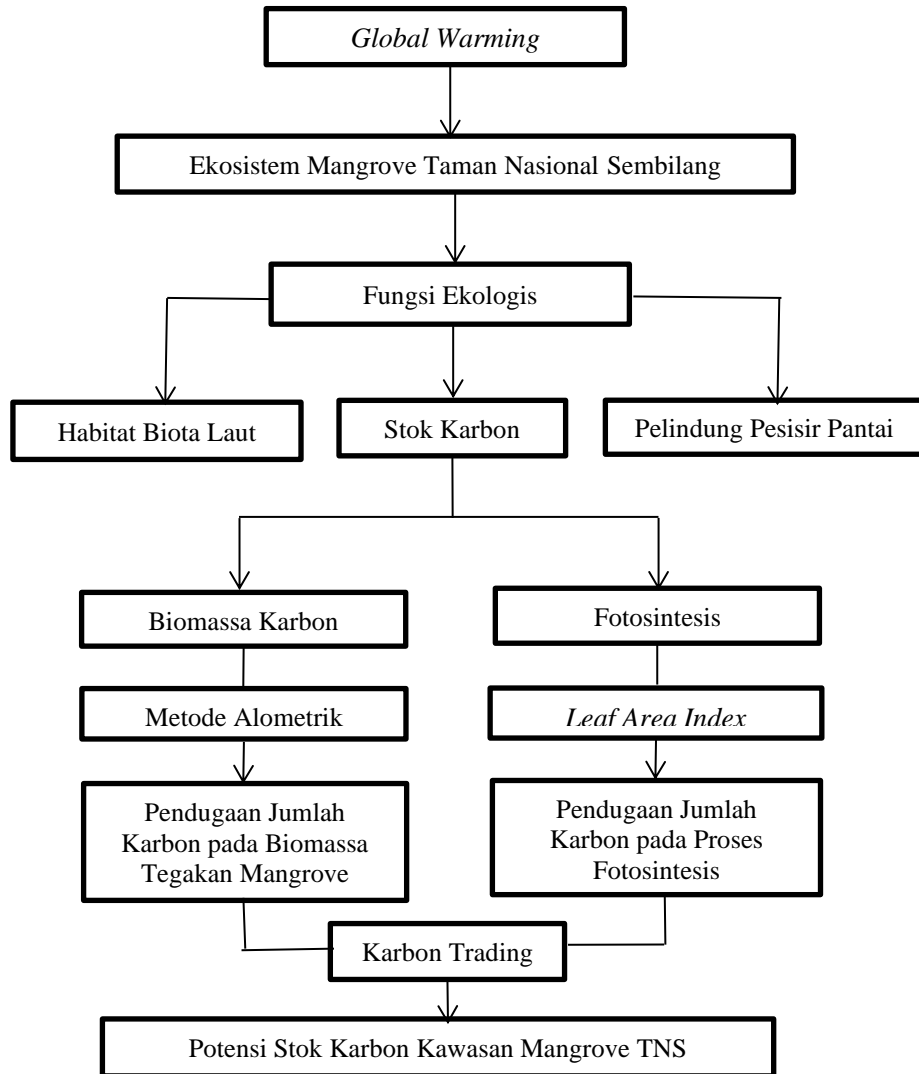 Global Warming
Ekosistem Mangrove Taman Nasional Sembilang
Fungsi Ekologis
Habitat Biota Laut
Stok Karbon
Pelindung Pesisir Pantai
Biomassa Karbon
Fotosintesis
Metode Alometrik
Leaf Area Index
Pendugaan Jumlah
Karbon pada Biomassa
Tegakan Mangrove
Pendugaan Jumlah
Karbon pada Proses
Fotosintesis
Karbon Trading
Potensi Stok Karbon Kawasan Mangrove TNS